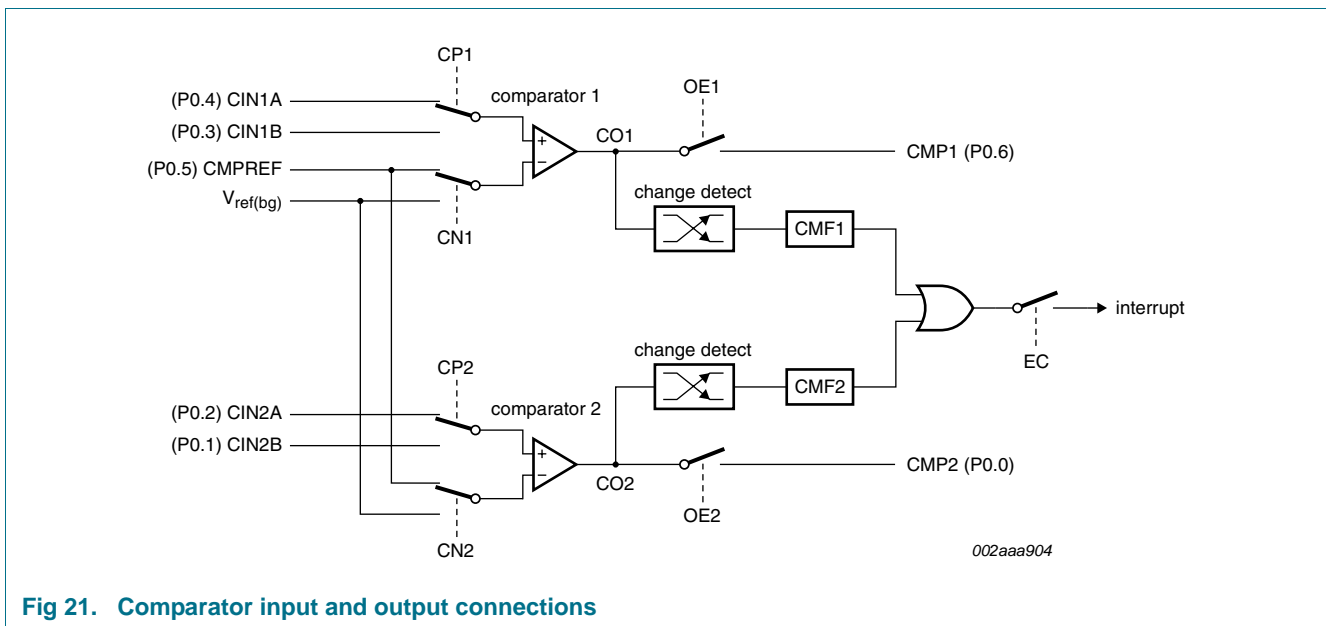 CP1
(P0.4) CIN1A
comparator 1
OE1
(P0.3) CIN1B
+
CO1
CMP1 (P0.6)
(P0.5) CMPREF
−
Vref(bg)
change detect
CN1
CMF1
interrupt
change detect
EC
CP2
CMF2
(P0.2) CIN2A
comparator 2
(P0.1) CIN2B
+
CMP2 (P0.0)
−
CO2
OE2
CN2
002aaa904
Fig 21. Comparator input and output connections